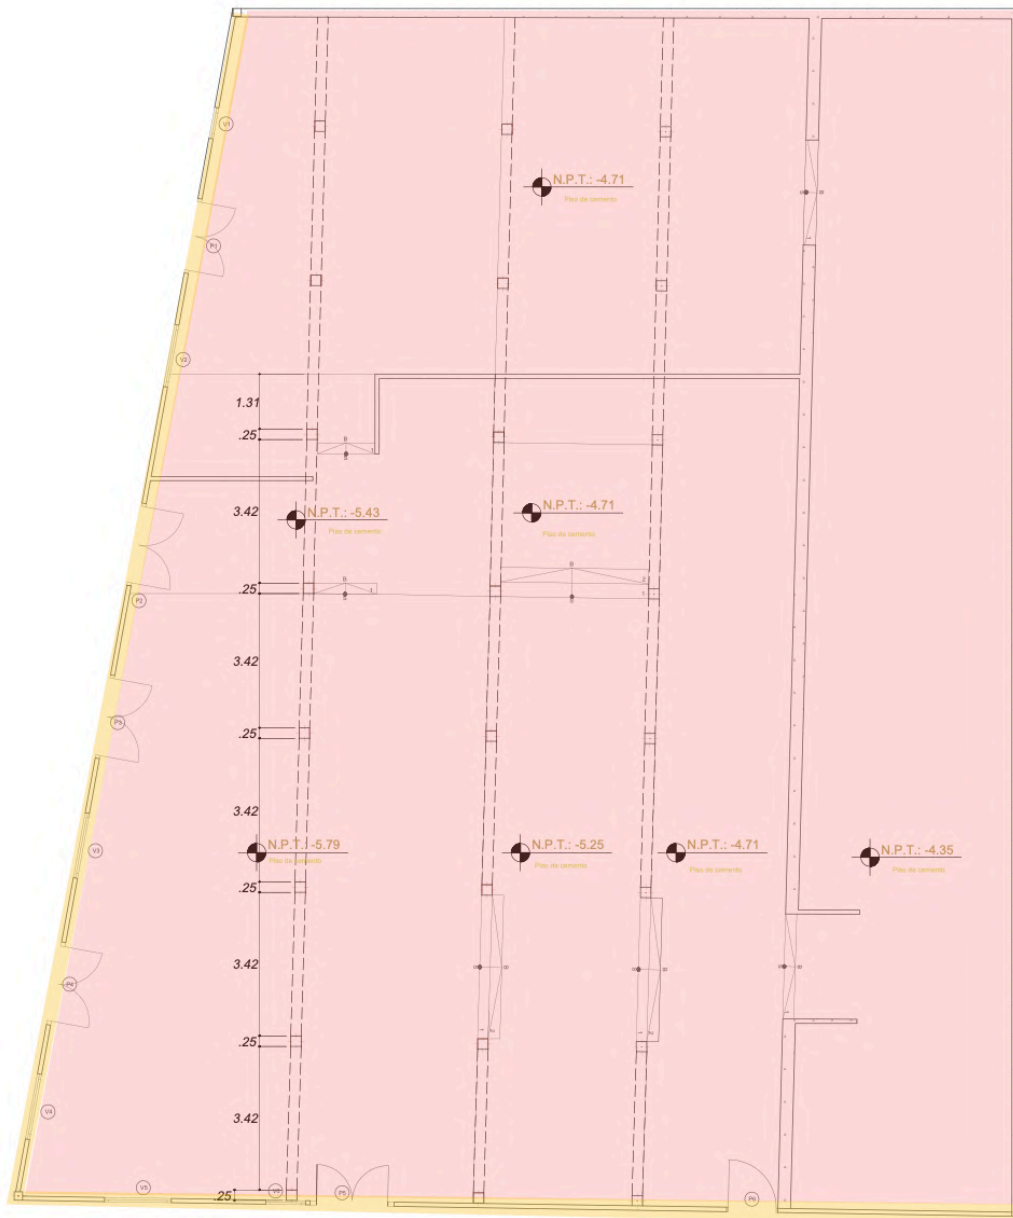 V1
N.P.T.: -4.71
Piso de cemento
P1
V2
1.31
.25
3.42
N.P.T.: -5.43
Piso de cemento
N.P.T.: -4.71
Piso de cemento
.25
P2
3.42
P3
.25
3.42
V3
N.P.T.: -5.79
Piso de cemento
N.P.T.: -5.25
Piso de cemento
N.P.T.: -4.71
Piso de cemento
N.P.T.: -4.35
Piso de cemento
.25
3.42
P4
.25
V4
3.42
V5
.25
P5
P6